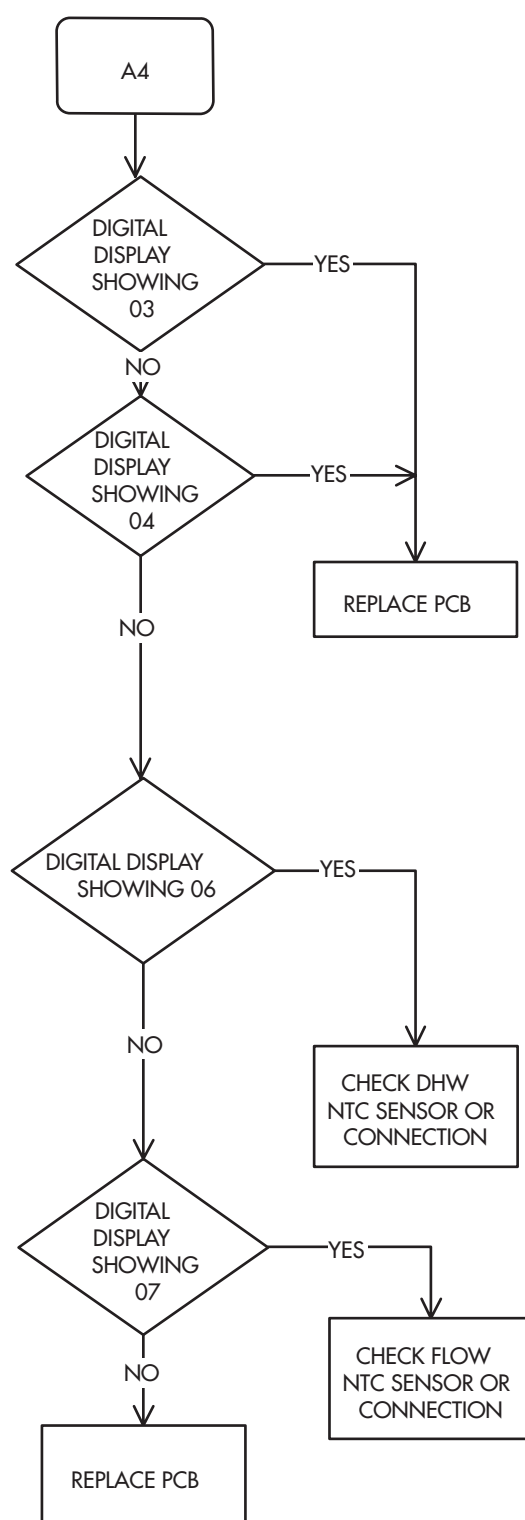 A4
DIGITAL
DISPLAY
SHOWING
03
YES
NO
DIGITAL
DISPLAY
SHOWING
04
YES
REPLACE PCB
NO
DIGITAL DISPLAY
SHOWING 06
YES
NO
CHECK DHW
NTC SENSOR OR
CONNECTION
DIGITAL
DISPLAY
SHOWING
07
YES
NO
CHECK FLOW
NTC SENSOR OR
CONNECTION
REPLACE PCB